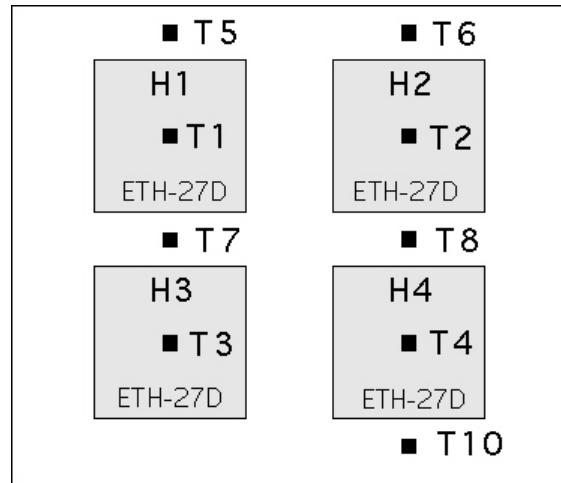 T5 T6
H1 H2
T1 T2
ETH-27D ETH-27D
T7 T8
H3 H4
T3 T4
ETH-27D ETH-27D
T10